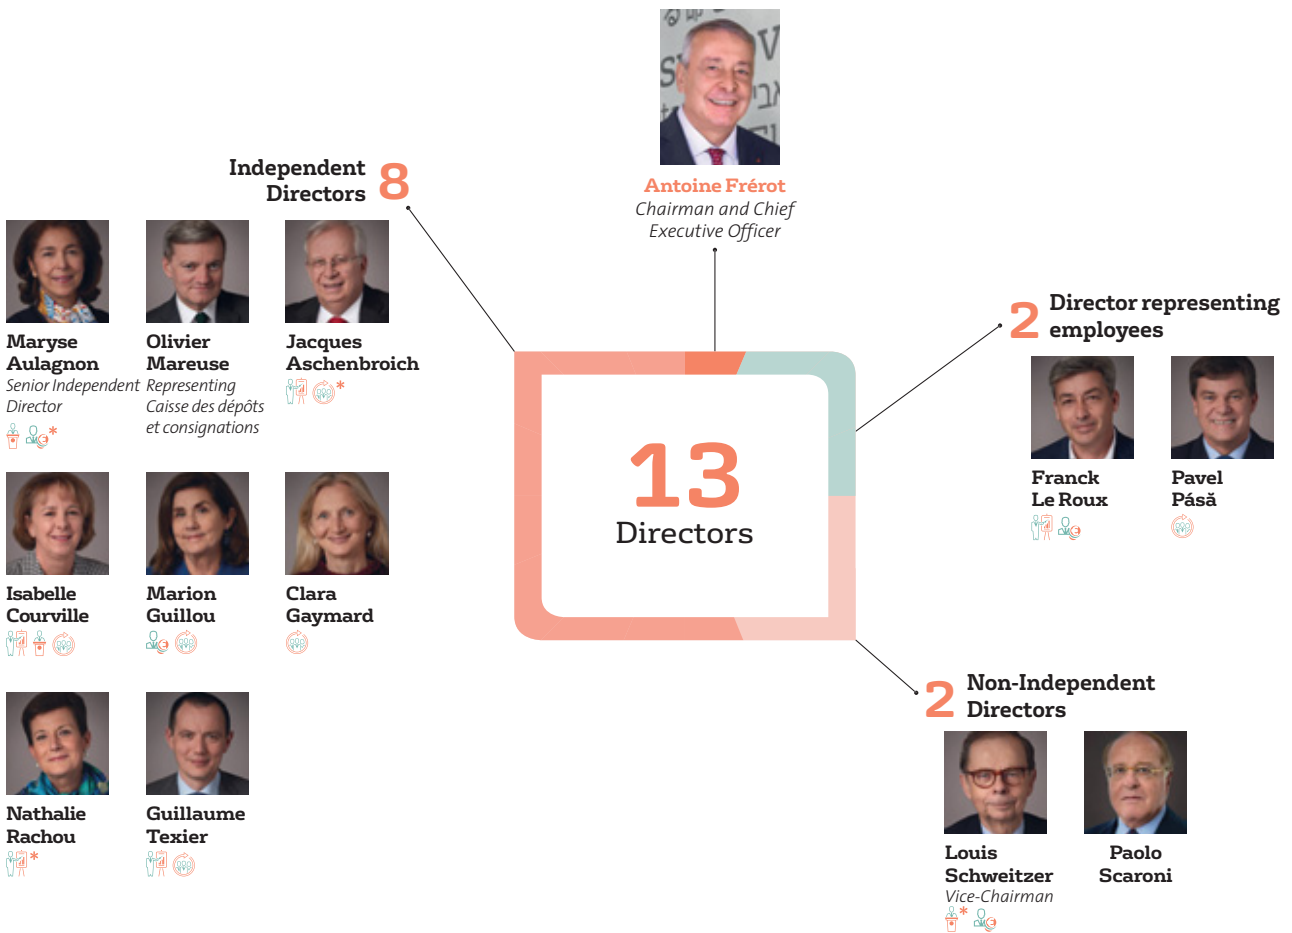 Antoine Frérot
Chairman and Chief
Executive Officer
Independent
Directors
8
Maryse
Aulagnon
Senior Independent
Director
*
Olivier
Mareuse
Representing
Caisse des dépôts
et consignations
Jacques
Aschenbroich
*
Isabelle
Courville
Marion
Guillou
Clara
Gaymard
Nathalie
Rachou
*
Guillaume
Texier
13
Directors
2
Director representing
employees
Franck
Le Roux
Pavel
Pásă
2
Non-Independent
Directors
Louis
Schweitzer
Vice-Chairman
*
Paolo
Scaroni